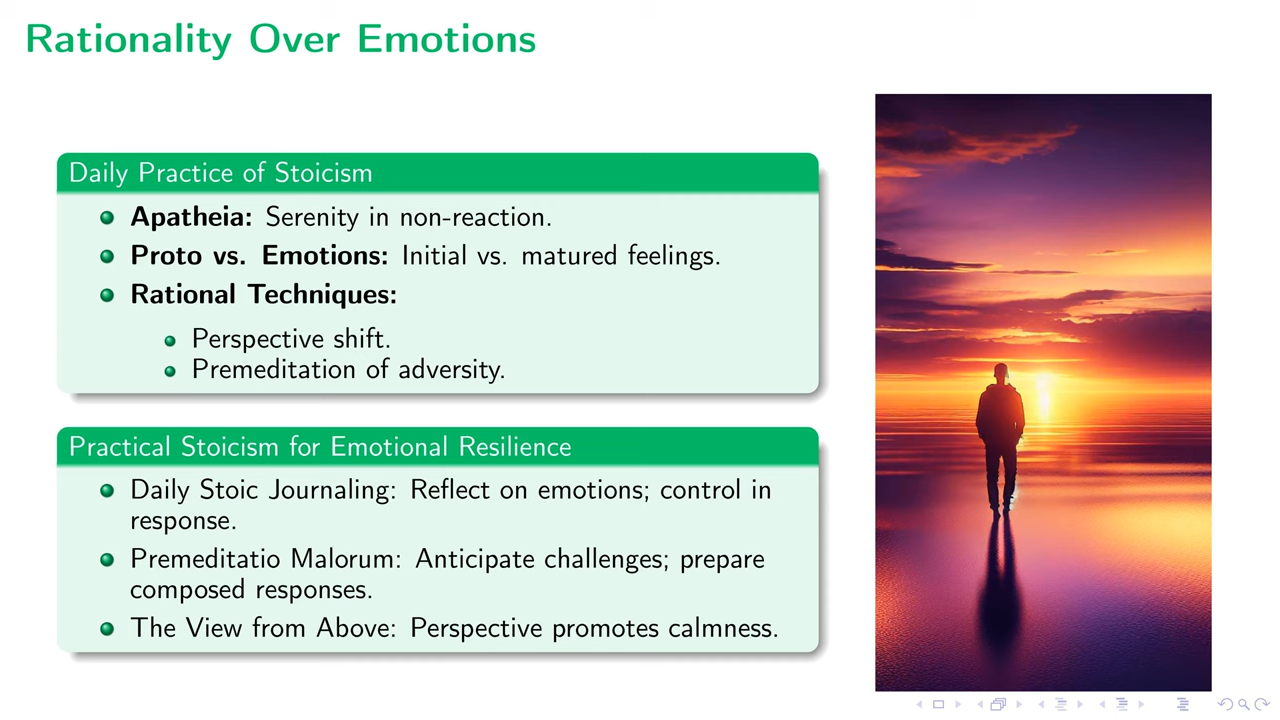 Rationality Over Emotions
Daily Practice of Stoicism
Apatheia: Serenity in non-reaction.
Proto vs. Emotions: Initial vs. matured feelings.
Rational Techniques:
Perspective shift.
Premeditation of adversity.
Practical Stoicism for Emotional Resilience
Daily Stoic Journaling: Reflect on emotions; control in
response.
Premeditatio Malorum: Anticipate challenges; prepare
composed responses.
The View from Above: Perspective promotes calmness.